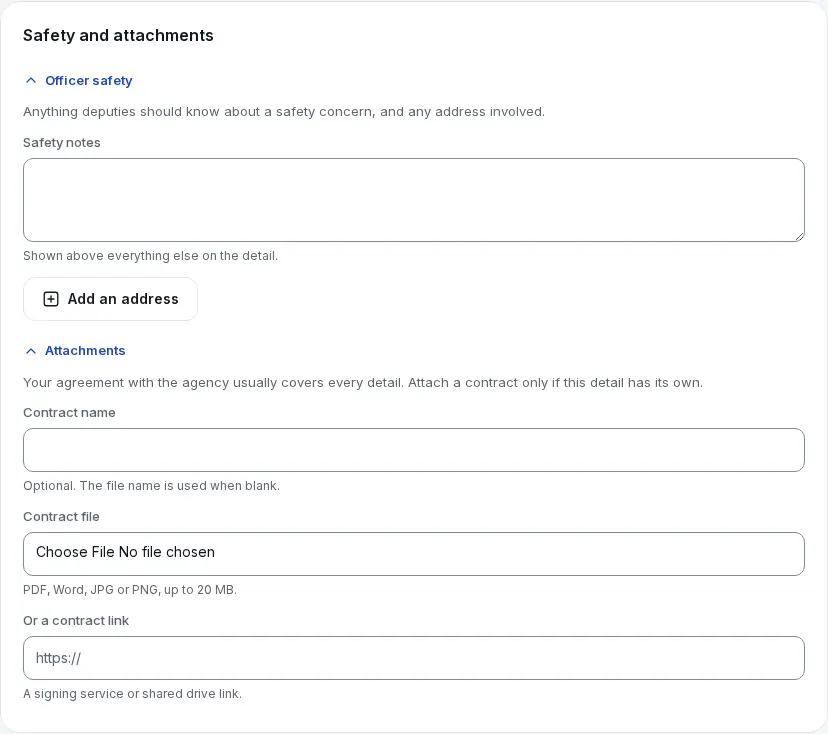 Safety and attachments
Officer safety
Anything deputies should know about a safety concern, and any address involved.
Safety notes
Shown above everything else on the detail.
Add an address
Attachments
Your agreement with the agency usually covers every detail. Attach a contract only if this detail has its own.
Contract name
Optional. The file name is used when blank.
Contract file
Choose File No file chosen
PDF, Word, JPG or PNG, up to 20 MB.
Or a contract link
https://
A signing service or shared drive link.